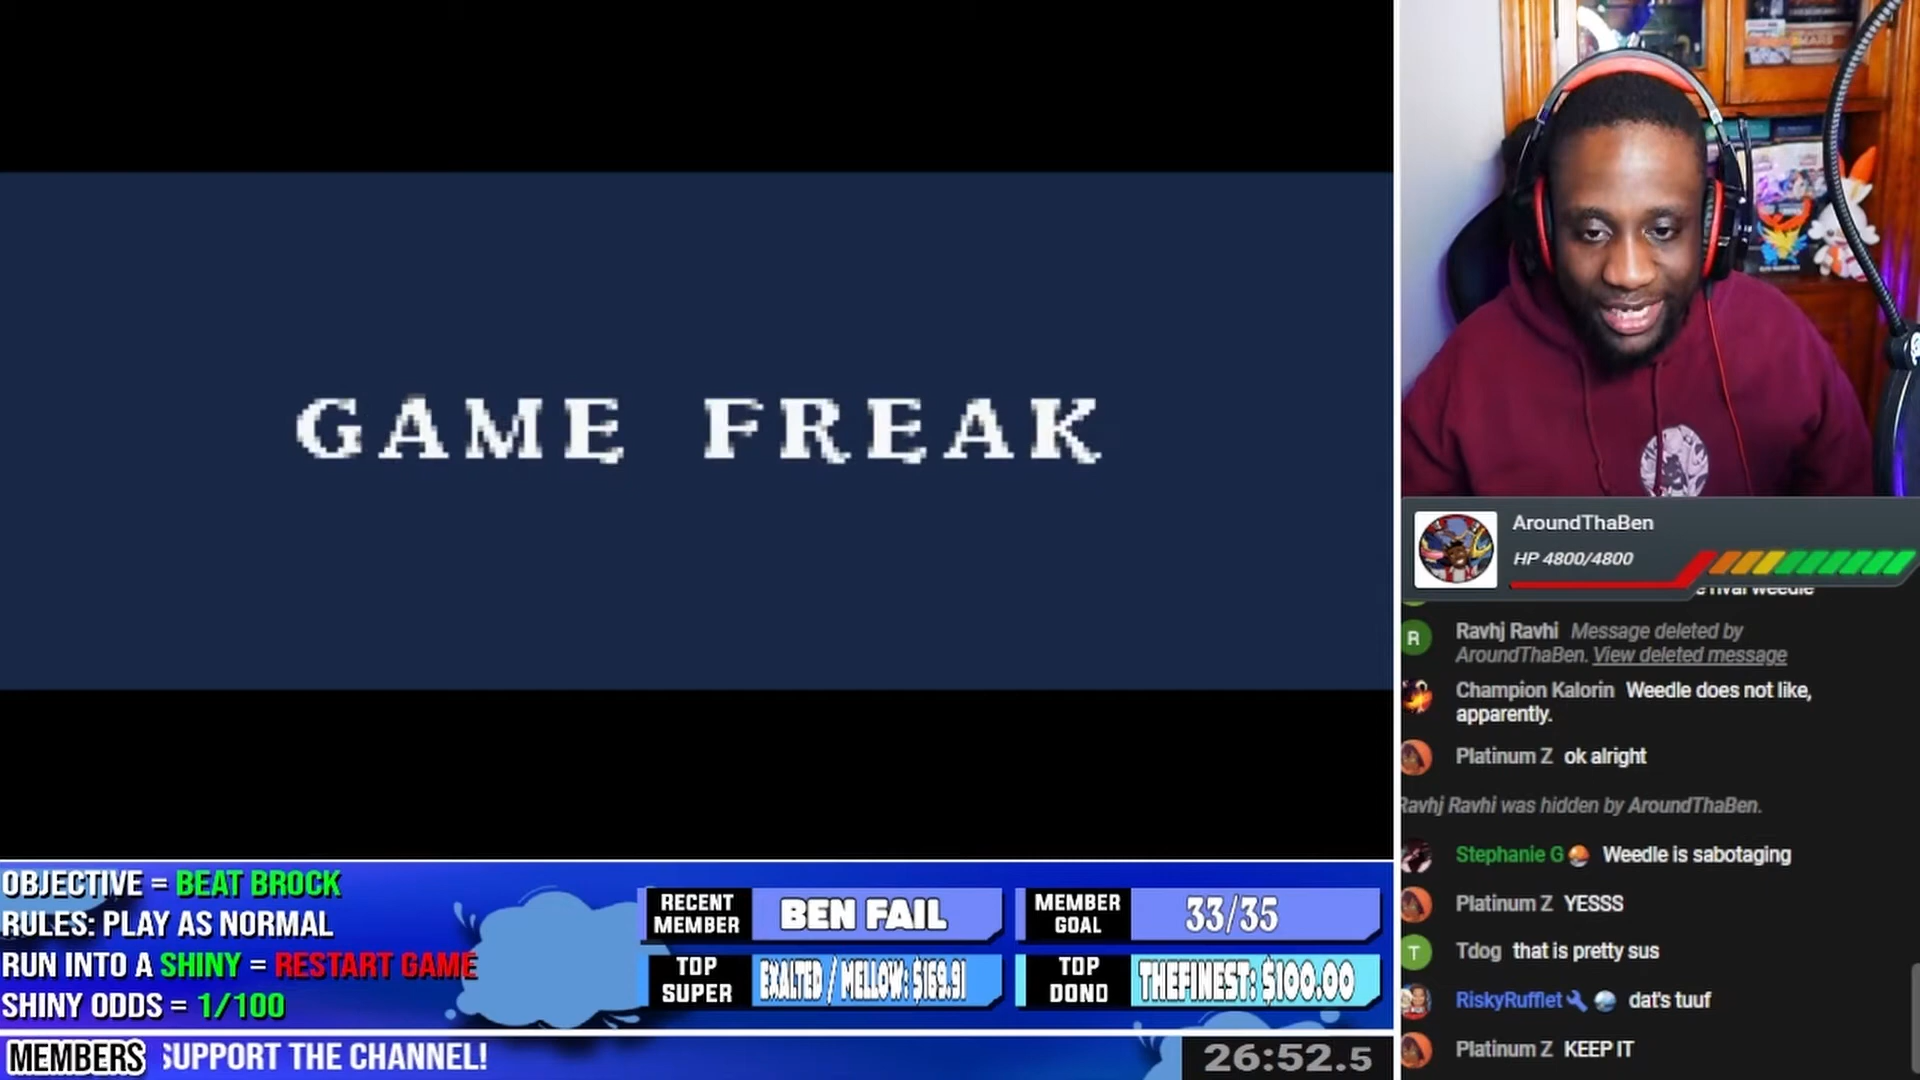 GAME FREAK
AroundThaBen
HP 4800/4800
rival weedle
R
Ravhj Ravhi Message deleted by
AroundThaBen. View deleted message
Champion Kalorin Weedle does not like,
apparently.
Platinum Z ok alright
Ravhj Ravhi was hidden by AroundThaBen.
Stephanie G Weedle is sabotaging
Platinum Z YESSS
T
Tdog that is pretty sus
RiskyRufflet dat's tuuf
Platinum Z KEEP IT
OBJECTIVE = BEAT BROCK
RULES: PLAY AS NORMAL
RUN INTO A SHINY = RESTART GAME
SHINY ODDS = 1/100
RECENT
MEMBER
BEN FAIL
MEMBER
GOAL
33/35
TOP
SUPER
EXALTED / MELLOW: $169.91
TOP
DONO
THEFINEST: $100.00
MEMBERS
SUPPORT THE CHANNEL!
26:52.5